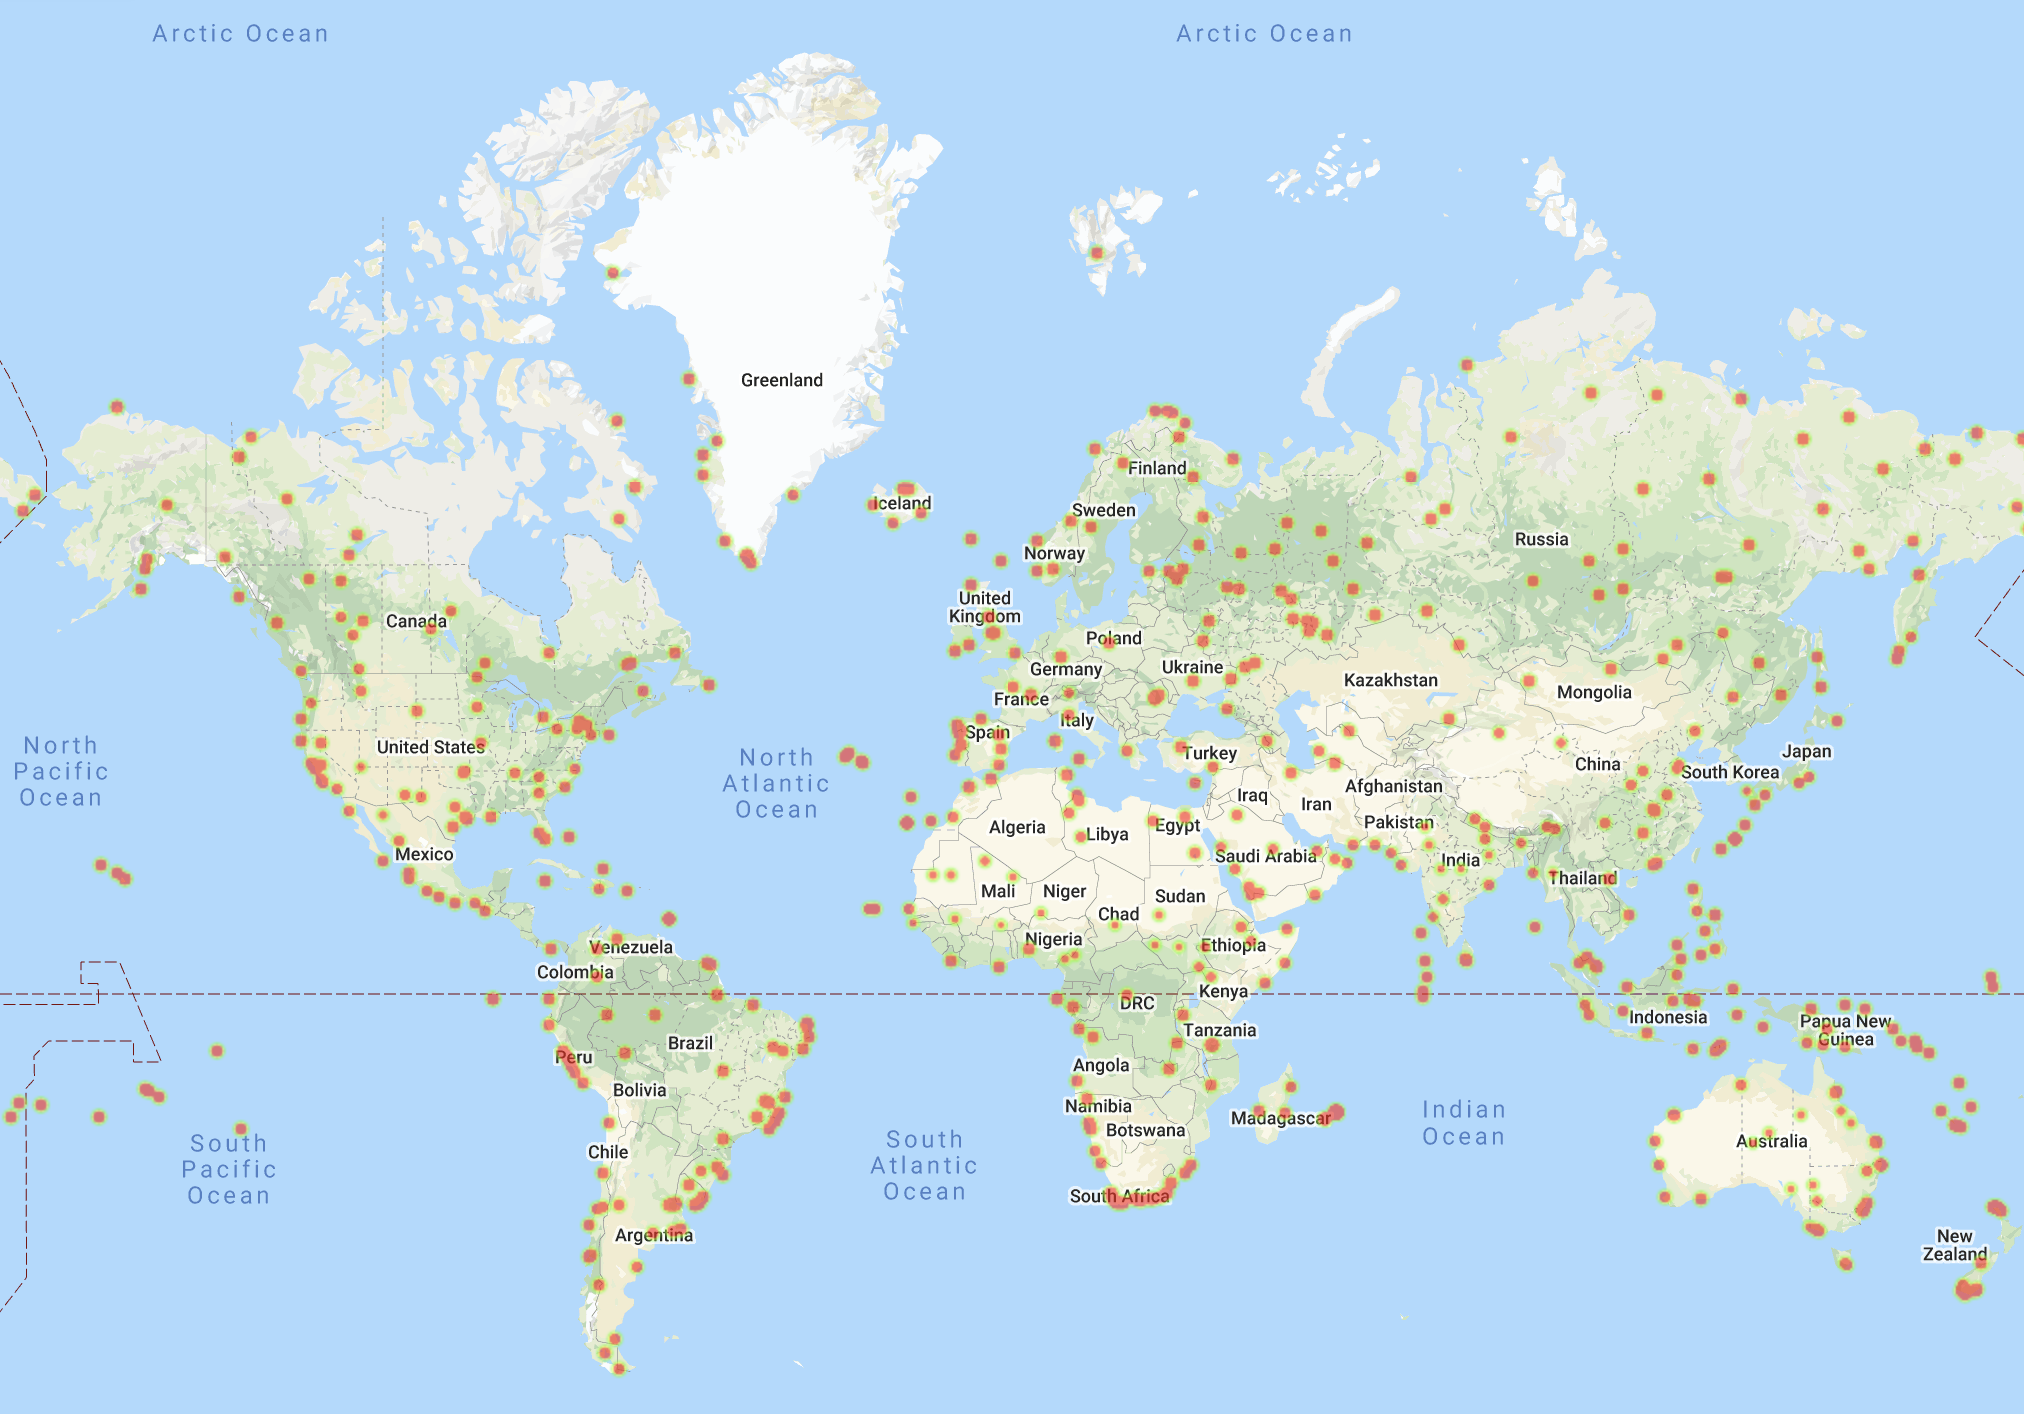 Arctic Ocean
Arctic Ocean
Greenland
Finland
Iceland
Sweden
Russia
Norway
United
Kingdom
Canada
Poland
Germany
Ukraine
Kazakhstan
Mongolia
France
Italy
Spain
United States
Turkey
Japan
China
South Korea
North
Pacific
Ocean
North
Atlantic
Ocean
Afghanistan
Iraq
Iran
Algeria
Libya
Egypt
Pakistan
Mexico
Saudi Arabia
India
Thailand
Mali
Niger
Sudan
Chad
Nigeria
Ethiopia
Venezuela
Colombia
Kenya
DRC
Indonesia
Papua New
Guinea
Tanzania
Brazil
Peru
Angola
Bolivia
Namibia
Madagascar
Botswana
Indian
Ocean
Australia
Chile
South
Pacific
Ocean
South
Atlantic
Ocean
South Africa
Argentina
New
Zealand